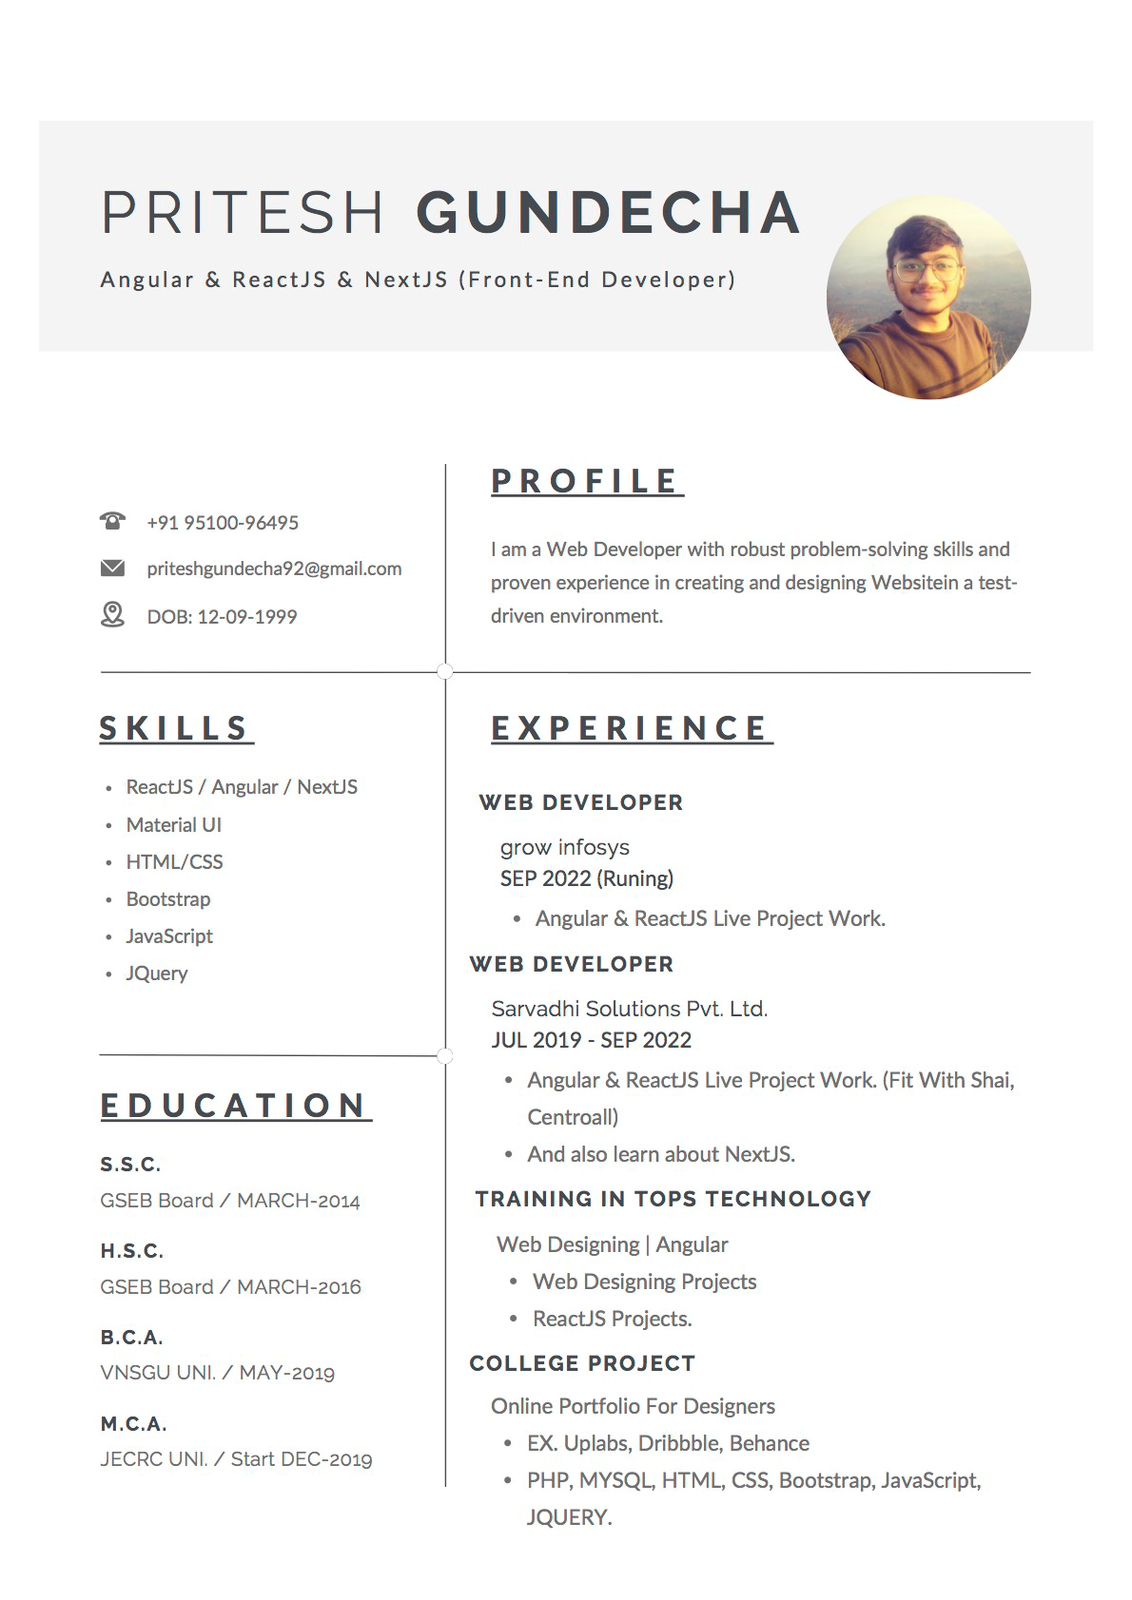 PRITESH GUNDECHA
Angular & ReactJS & NextJS (Front-End Developer)
+91 95100-96495
priteshgundecha92@gmail.com
DOB: 12-09-1999
PROFILE
I am a Web Developer with robust problem-solving skills and
proven experience in creating and designing Websitein a test-
driven environment.
SKILLS
• ReactJS / Angular / NextJS
• Material UI
• HTML/CSS
• Bootstrap
• JavaScript
• JQuery
EDUCATION
S.S.C.
GSEB Board / MARCH-2014
H.S.C.
GSEB Board / MARCH-2016
B.C.A.
VNSGU UNI. / MAY-2019
M.C.A.
JECRC UNI. / Start DEC-2019
EXPERIENCE
WEB DEVELOPER
grow infosys
SEP 2022 (Runing)
• Angular & ReactJS Live Project Work.
WEB DEVELOPER
Sarvadhi Solutions Pvt. Ltd.
JUL 2019 - SEP 2022
• Angular & ReactJS Live Project Work. (Fit With Shai,
Centroall)
• And also learn about NextJS.
TRAINING IN TOPS TECHNOLOGY
Web Designing | Angular
• Web Designing Projects
• ReactJS Projects.
COLLEGE PROJECT
Online Portfolio For Designers
• EX. Uplabs, Dribbble, Behance
• PHP, MYSQL, HTML, CSS, Bootstrap, JavaScript,
JQUERY.